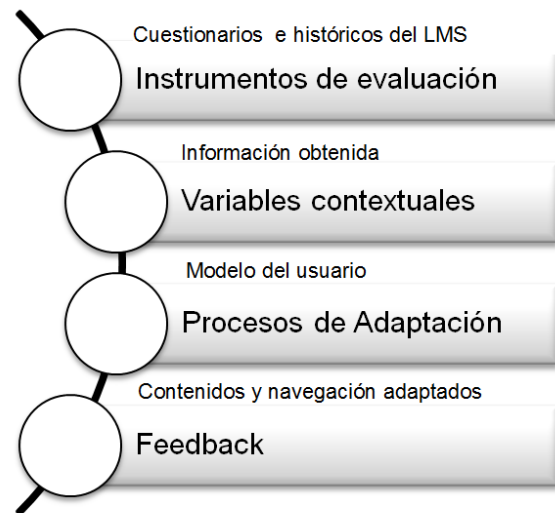 Cuestionarios e históricos del LMS
Instrumentos de evaluación
Información obtenida
Variables contextuales
Modelo del usuario
Procesos de Adaptación
Contenidos y navegación adaptados
Feedback